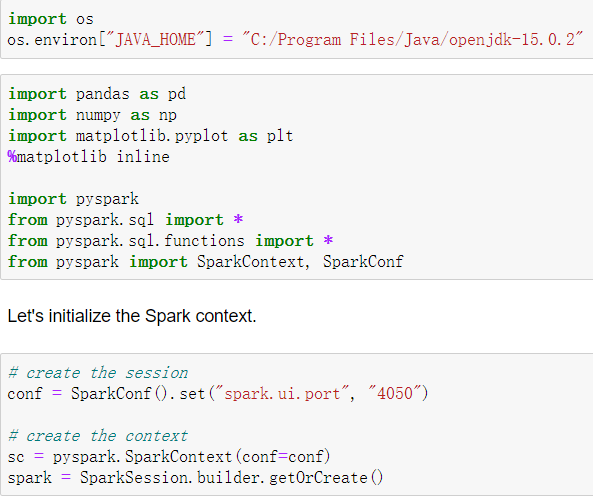 import os
os.environ["JAVA_HOME"] = "C:/Program Files/Java/openjdk-15.0.2"
import pandas as pd
import numpy as np
import matplotlib.pyplot as plt
%matplotlib inline
import pyspark
from pyspark.sql import *
from pyspark.sql.functions import *
from pyspark import SparkContext, SparkConf
Let's initialize the Spark context.
# create the session
conf = SparkConf().set("spark.ui.port", "4050")
# create the context
sc = pyspark.SparkContext(conf=conf)
spark = SparkSession.builder.getOrCreate()